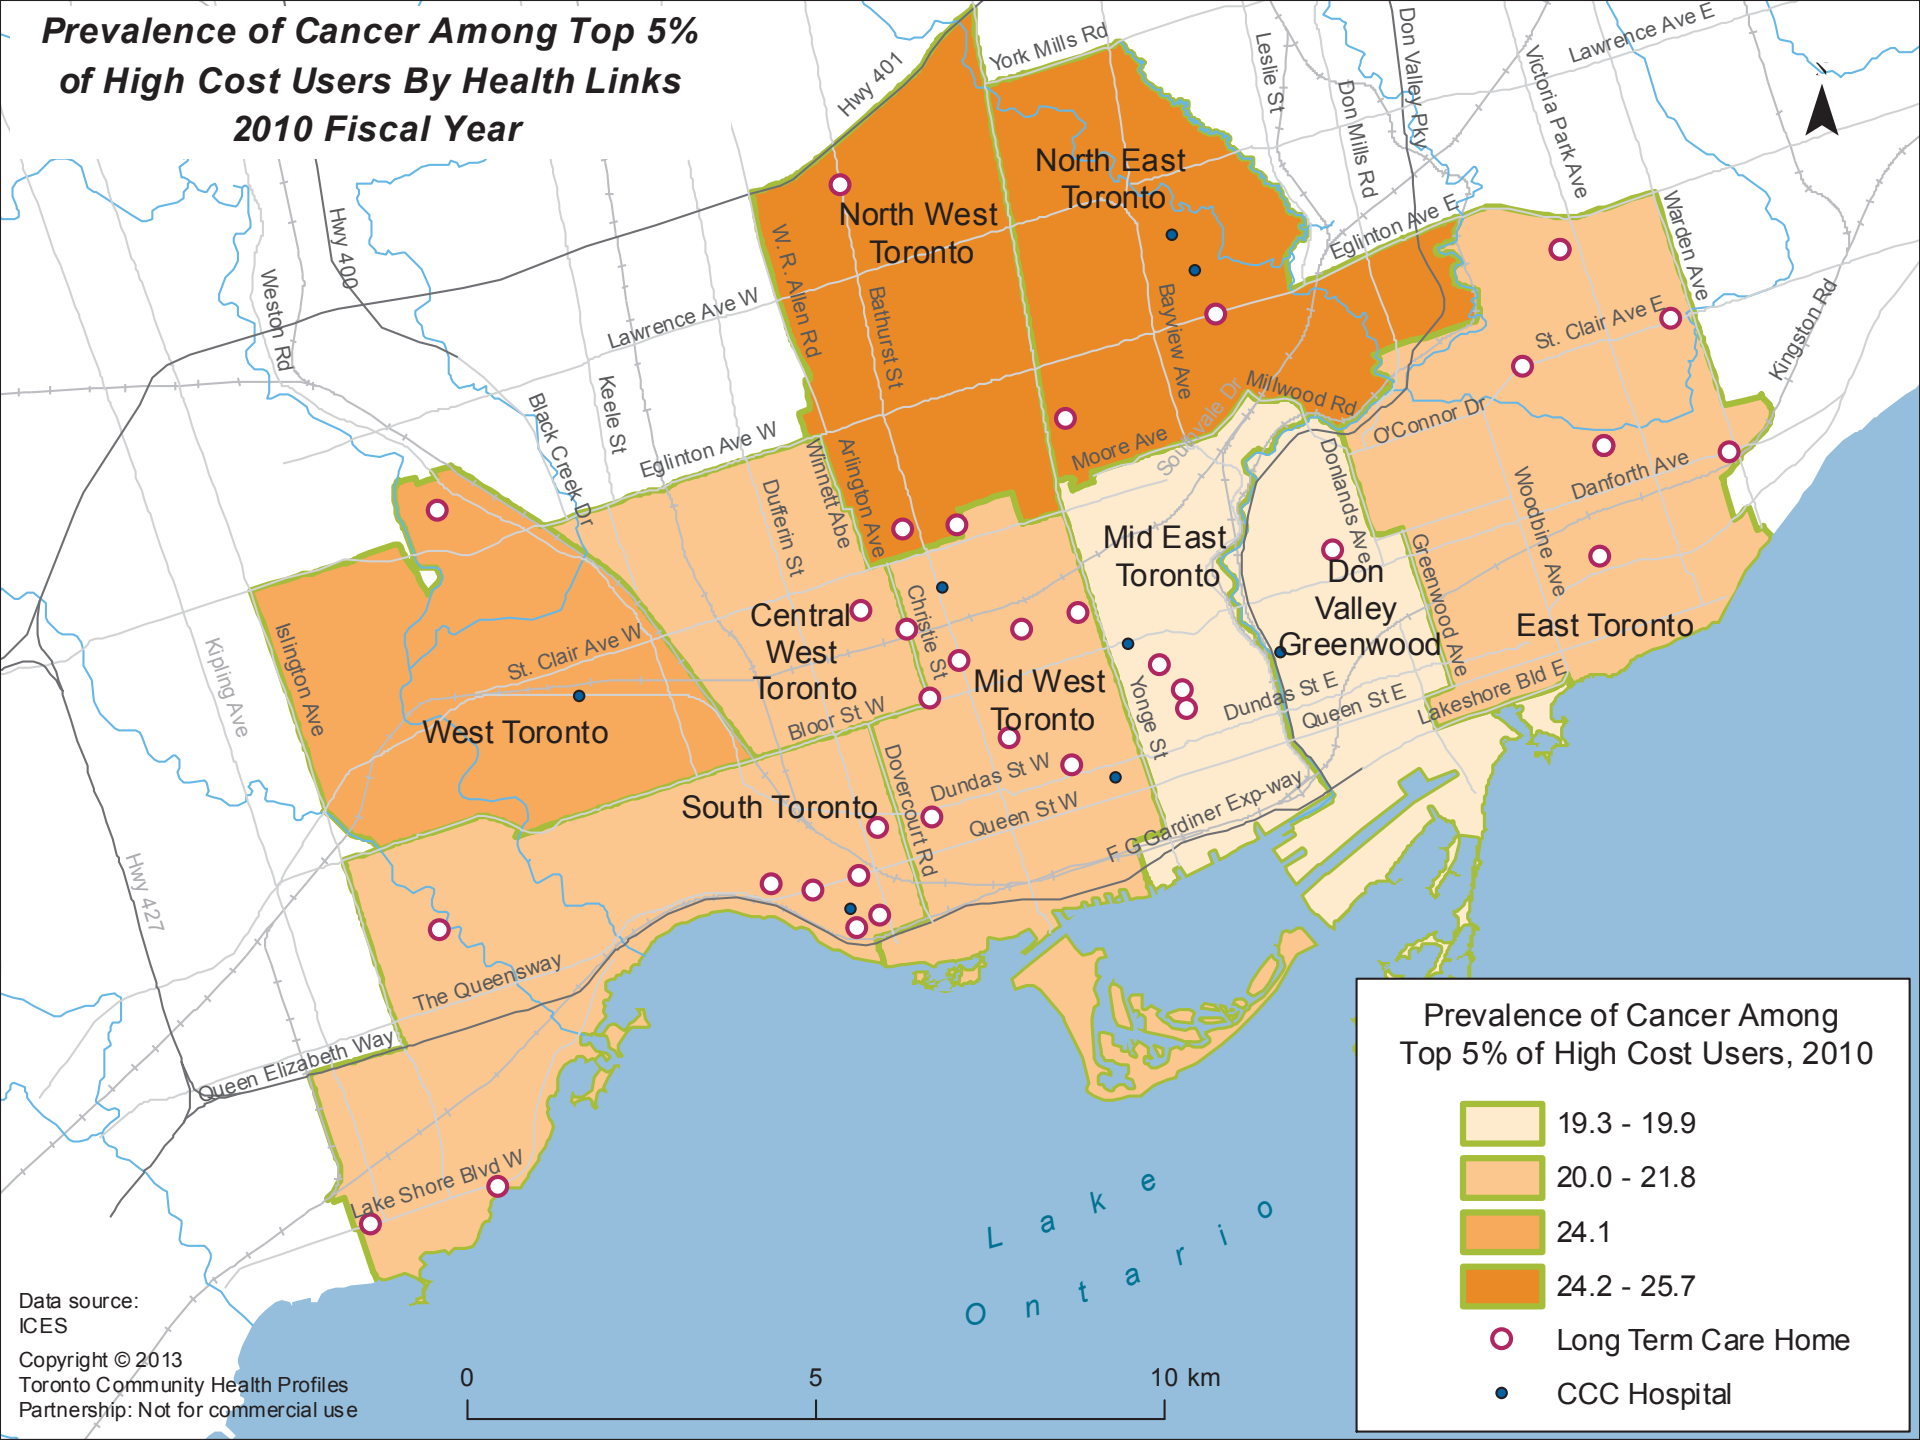 Prevalence of Cancer Among Top 5%
of High Cost Users By Health Links
2010 Fiscal Year
Hwy 401
York Mills Rd
Leslie St
Don Mills Rd
Don Valley Pky
Victoria Park Ave
Lawrence Ave E
North East
Toronto
North West
Toronto
Hwy 400
Weston Rd
W. R. Allen Rd
Bathurst St
Bayview Ave
Eglinton Ave E
Warden Ave
Kingston Rd
Lawrence Ave W
St. Clair Ave E
Keele St
Black Creek Dr
Eglinton Ave W
Millwood Rd
Southvale Dr
Moore Ave
O'Connor Dr
Danforth Ave
Winnett Abe
Arlington Ave
Dufferin St
Donlands Ave
Woodbine Ave
Greenwood Ave
Mid East
Toronto
Don
Valley
Greenwood
East Toronto
Central
West
Toronto
Christie St
Mid West
Toronto
Kipling Ave
Islington Ave
St. Clair Ave W
West Toronto
Bloor St W
Yonge St
Dundas St E
Queen St E
Lakeshore Bld E
Dovercourt Rd
Dundas St W
Queen St W
South Toronto
F G Gardiner Exp-way
Hwy 427
The Queensway
Queen Elizabeth Way
Lake Shore Blvd W
Lake
Ontario
Prevalence of Cancer Among
Top 5% of High Cost Users, 2010
19.3 - 19.9
20.0 - 21.8
24.1
24.2 - 25.7
Long Term Care Home
CCC Hospital
Data source:
ICES
Copyright © 2013
Toronto Community Health Profiles
Partnership: Not for commercial use
0 5 10 km